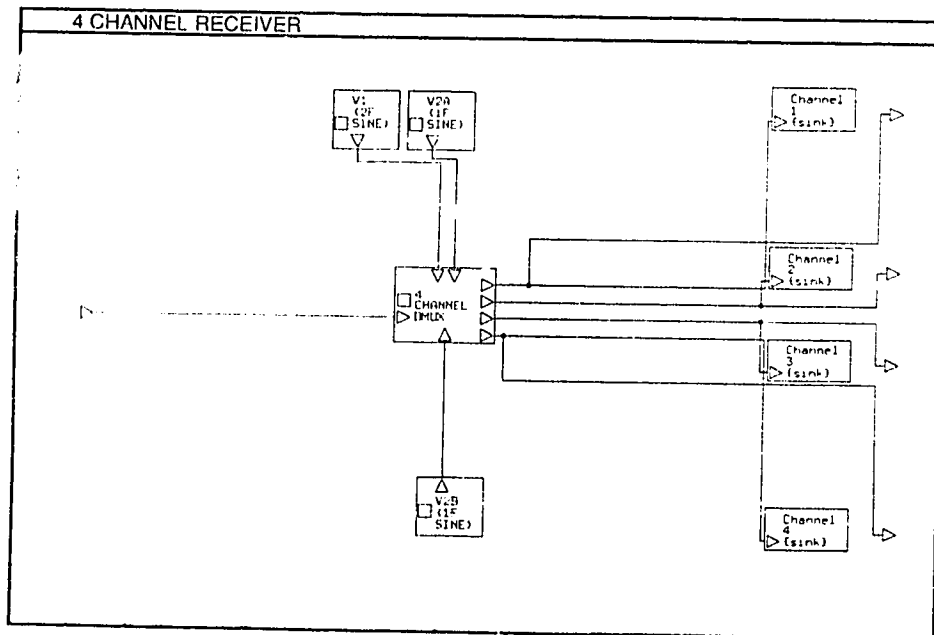 4 CHANNEL RECEIVER
V1
(2F
SINE)
V2A
(1F
SINE)
Channel
1
(sink)
Channel
2
(sink)
4
CHANNEL
DMUX
Channel
3
(sink)
V2B
(1F
SINE)
Channel
4
(sink)